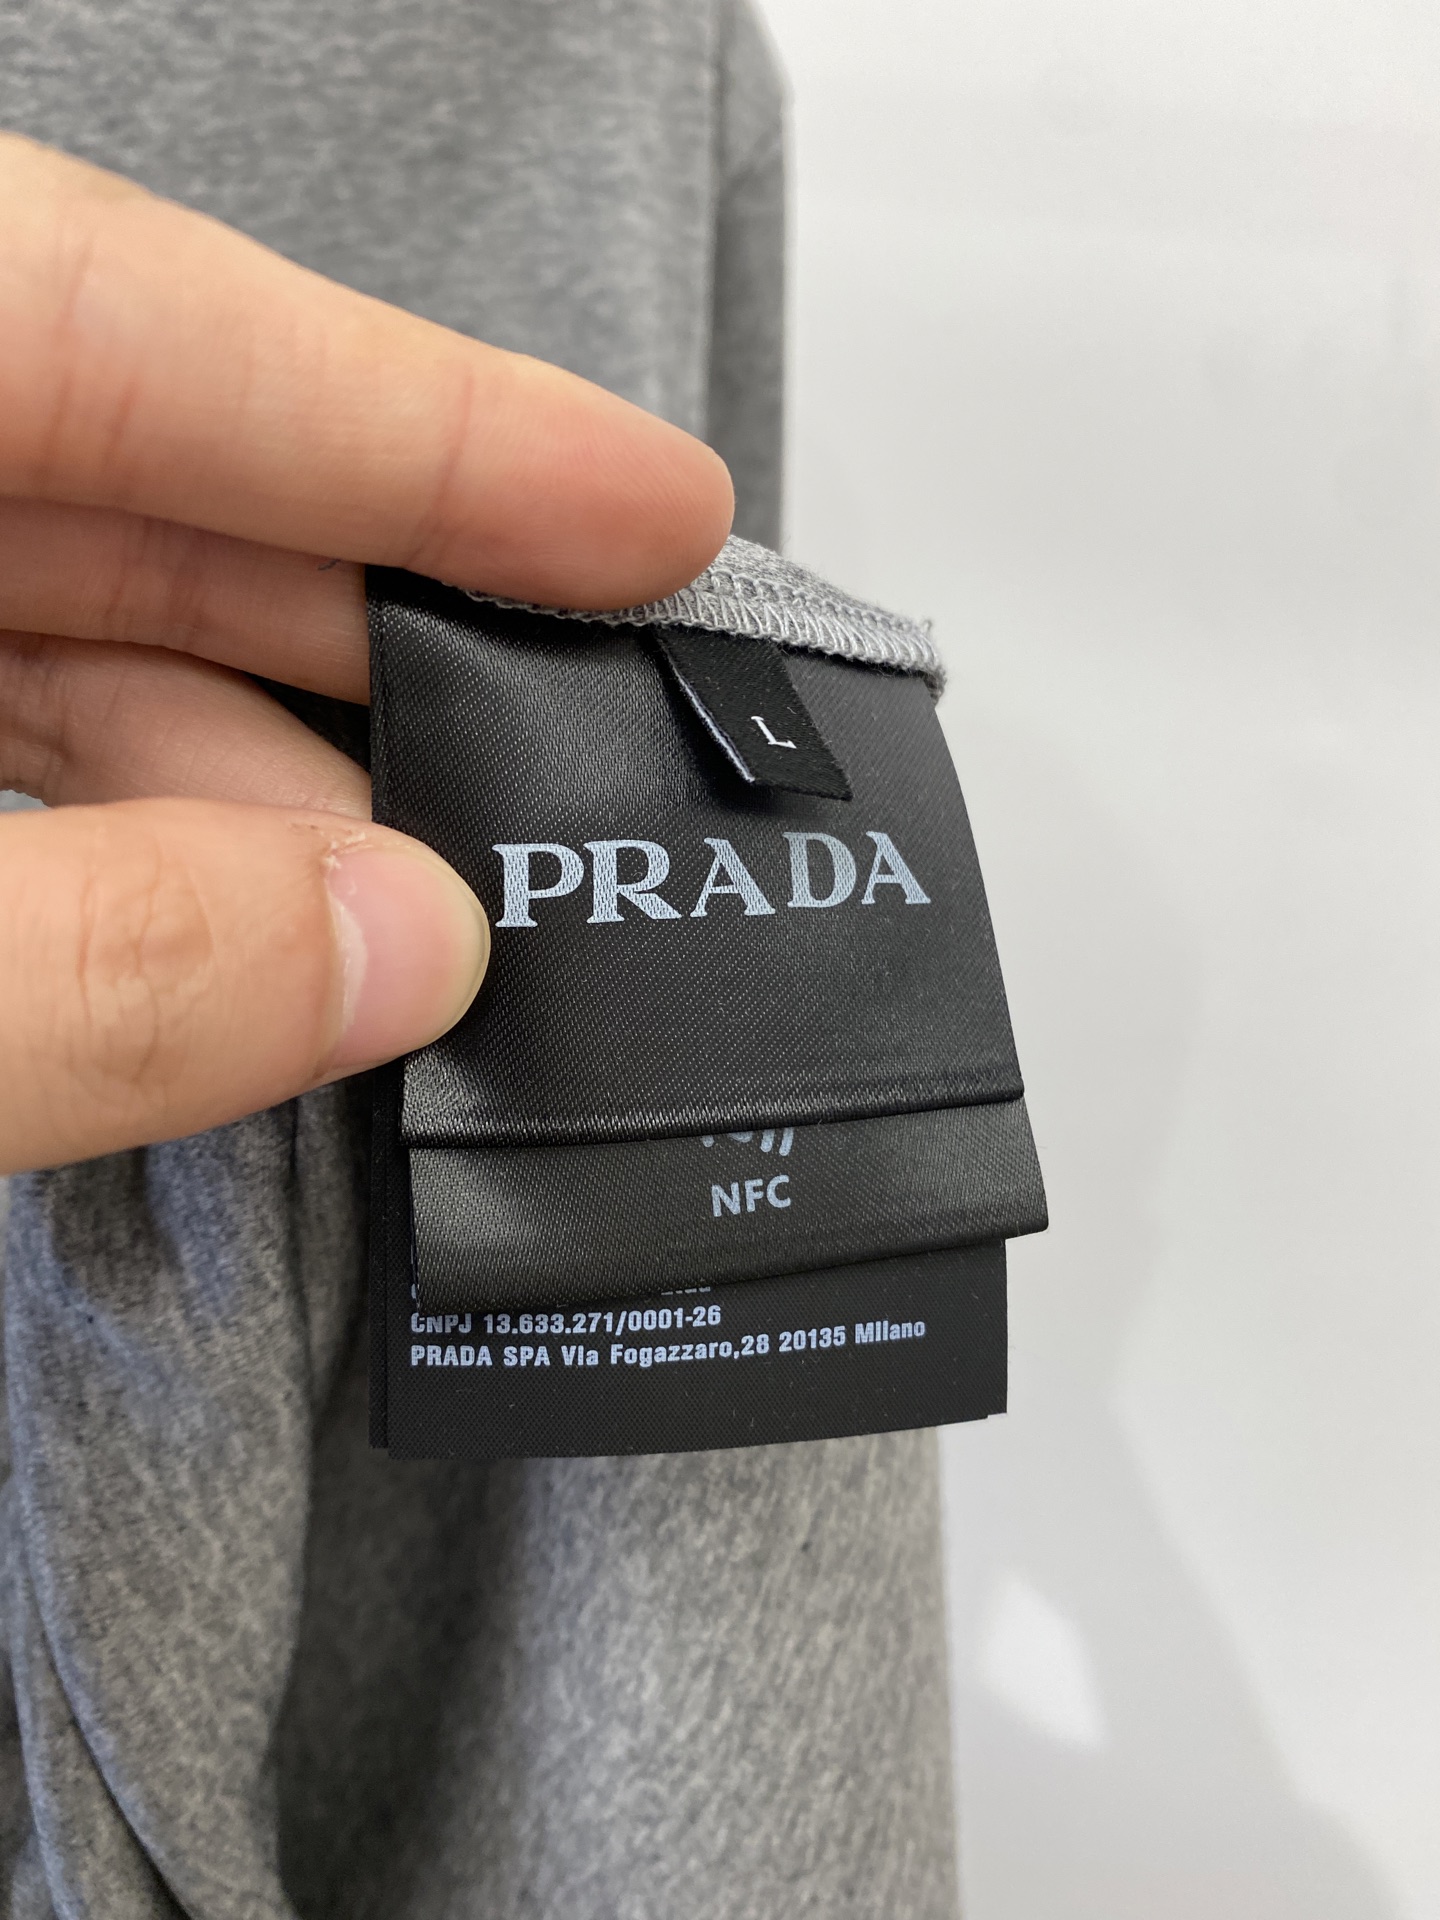 L
PRADA
NFC
CNPJ 13.633.271/0001-26
PRADA SPA Via Fogazzaro,28 20135 Milano